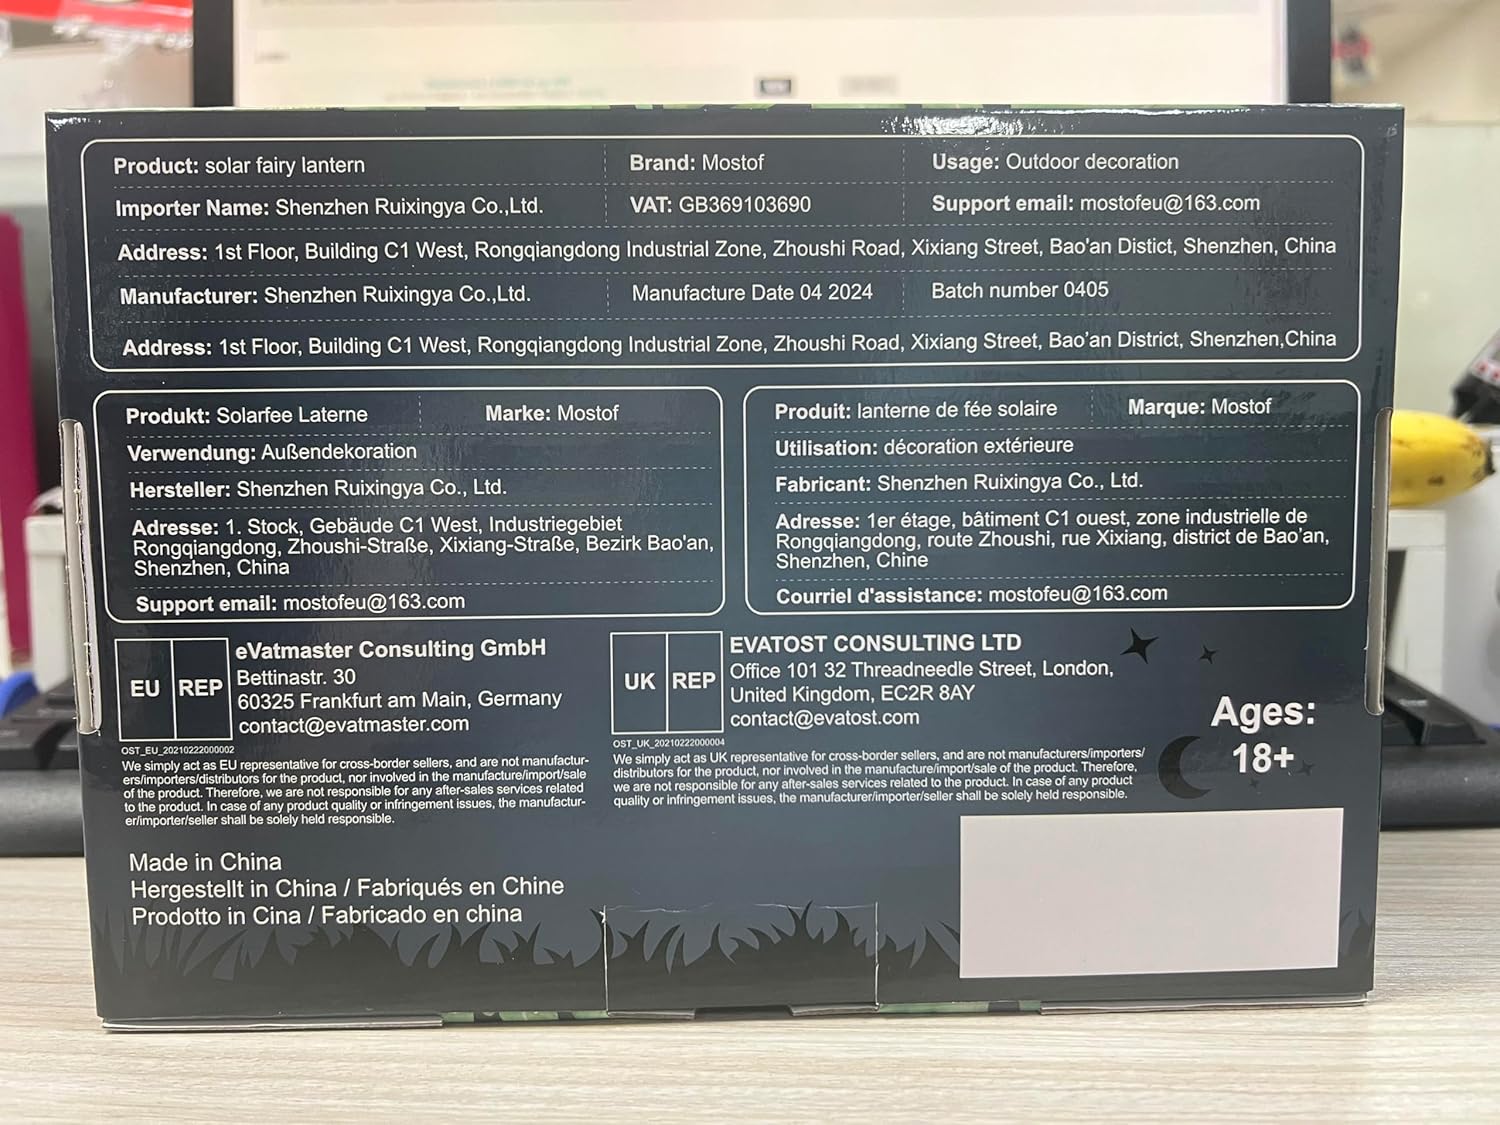 Product: solar fairy lantern
Brand: Mostof
Usage: Outdoor decoration
Importer Name: Shenzhen Ruixingya Co.,Ltd.
VAT: GB369103690
Support email: mostofeu@163.com
Address: 1st Floor, Building C1 West, Rongqiangdong Industrial Zone, Zhoushi Road, Xixiang Street, Bao'an Distict, Shenzhen, China
Manufacturer: Shenzhen Ruixingya Co.,Ltd.
Manufacture Date 04 2024
Batch number 0405
Address: 1st Floor, Building C1 West, Rongqiangdong Industrial Zone, Zhoushi Road, Xixiang Street, Bao'an District, Shenzhen,China
Produkt: Solarfee Laterne
Marke: Mostof
Verwendung: Außendekoration
Hersteller: Shenzhen Ruixingya Co., Ltd.
Adresse: 1. Stock, Gebäude C1 West, Industriegebiet
Rongqiangdong, Zhoushi-Straße, Xixiang-Straße, Bezirk Bao'an,
Shenzhen, China
Support email: mostofeu@163.com
Produit: lanterne de fée solaire
Marque: Mostof
Utilisation: décoration extérieure
Fabricant: Shenzhen Ruixingya Co., Ltd.
Adresse: 1er étage, bâtiment C1 ouest, zone industrielle de
Rongqiangdong, route Zhoushi, rue Xixiang, district de Bao'an,
Shenzhen, Chine
Courriel d'assistance: mostofeu@163.com
EU REP
eVatmaster Consulting GmbH
Bettinastr. 30
60325 Frankfurt am Main, Germany
contact@evatmaster.com
OST_EU_20210222000002
We simply act as EU representative for cross-border sellers, and are not manufactur-
ers/importers/distributors for the product, nor involved in the manufacture/import/sale
of the product. Therefore, we are not responsible for any after-sales services related
to the product. In case of any product quality or infringement issues, the manufactur-
er/importer/seller shall be solely held responsible.
UK REP
EVATOST CONSULTING LTD
Office 101 32 Threadneedle Street, London,
United Kingdom, EC2R 8AY
contact@evatost.com
OST_UK_20210222000004
We simply act as UK representative for cross-border sellers, and are not manufacturers/importers/
distributors for the product, nor involved in the manufacture/import/sale of the product. Therefore,
we are not responsible for any after-sales services related to the product. In case of any product
quality or infringement issues, the manufacturer/importer/seller shall be solely held responsible.
Ages:
18+
Made in China
Hergestellt in China / Fabriqués en Chine
Prodotto in Cina / Fabricado en china